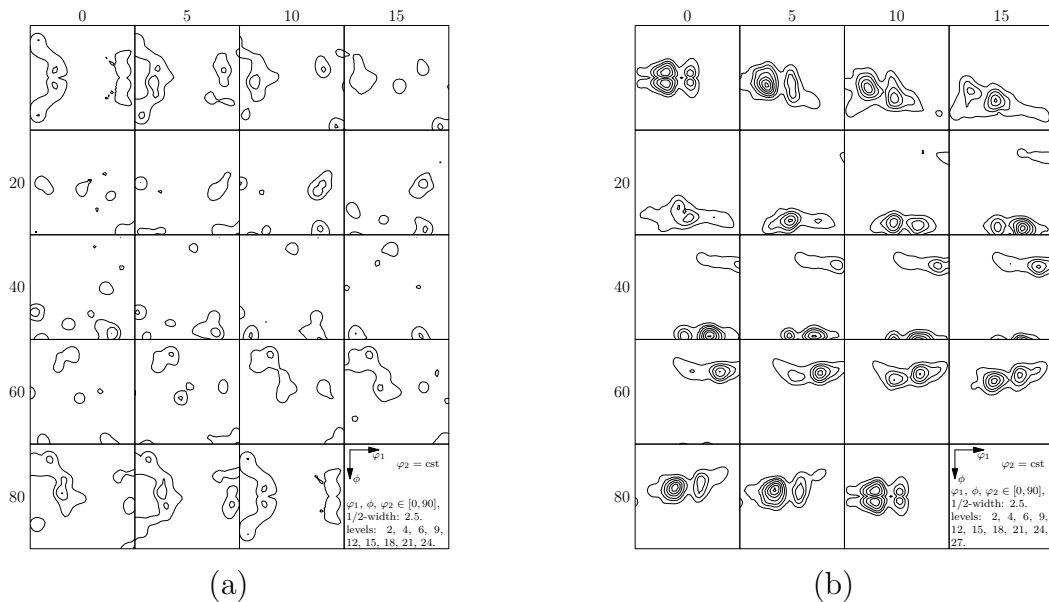 0 5 10 15
20
40
60
80
φ₁
φ₂ = cst
ϕ
φ₁, ϕ, φ₂ ∈ [0, 90],
1/2-width: 2.5.
levels: 2, 4, 6, 9,
12, 15, 18, 21, 24.
(a)
0 5 10 15
20
40
60
80
φ₁
φ₂ = cst
ϕ
φ₁, ϕ, φ₂ ∈ [0, 90],
1/2-width: 2.5.
levels: 2, 4, 6, 9,
12, 15, 18, 21, 24,
27.
(b)